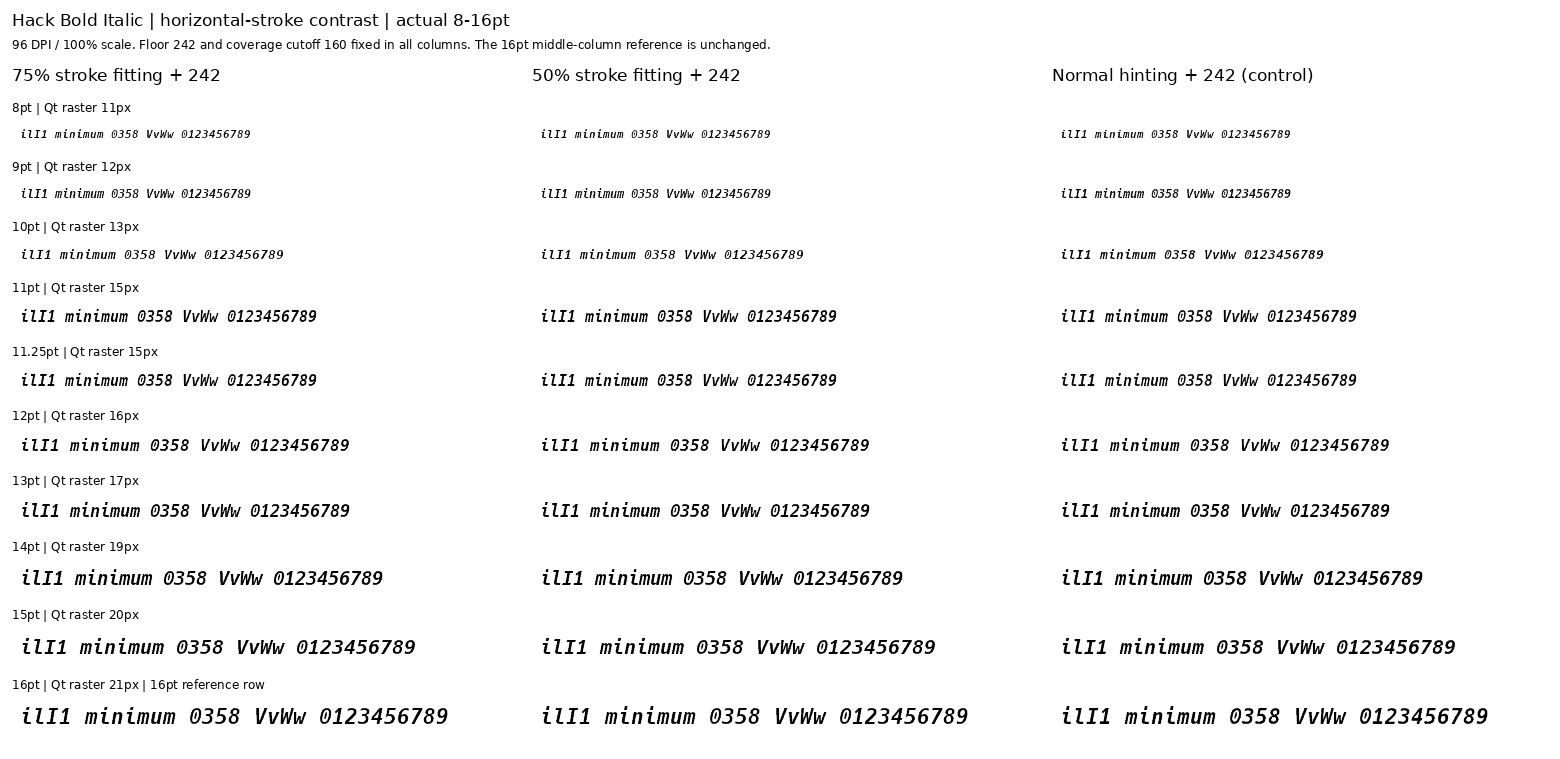 Hack Bold Italic | horizontal-stroke contrast | actual 8-16pt
96 DPI / 100% scale. Floor 242 and coverage cutoff 160 fixed in all columns. The 16pt middle-column reference is unchanged.
75% stroke fitting + 242 50% stroke fitting + 242 Normal hinting + 242 (control)
8pt | Qt raster 11px
ilI1 minimum 0358 VvWw 0123456789 ilI1 minimum 0358 VvWw 0123456789 ilI1 minimum 0358 VvWw 0123456789
9pt | Qt raster 12px
ilI1 minimum 0358 VvWw 0123456789 ilI1 minimum 0358 VvWw 0123456789 ilI1 minimum 0358 VvWw 0123456789
10pt | Qt raster 13px
ilI1 minimum 0358 VvWw 0123456789 ilI1 minimum 0358 VvWw 0123456789 ilI1 minimum 0358 VvWw 0123456789
11pt | Qt raster 15px
ilI1 minimum 0358 VvWw 0123456789 ilI1 minimum 0358 VvWw 0123456789 ilI1 minimum 0358 VvWw 0123456789
11.25pt | Qt raster 15px
ilI1 minimum 0358 VvWw 0123456789 ilI1 minimum 0358 VvWw 0123456789 ilI1 minimum 0358 VvWw 0123456789
12pt | Qt raster 16px
ilI1 minimum 0358 VvWw 0123456789 ilI1 minimum 0358 VvWw 0123456789 ilI1 minimum 0358 VvWw 0123456789
13pt | Qt raster 17px
ilI1 minimum 0358 VvWw 0123456789 ilI1 minimum 0358 VvWw 0123456789 ilI1 minimum 0358 VvWw 0123456789
14pt | Qt raster 19px
ilI1 minimum 0358 VvWw 0123456789 ilI1 minimum 0358 VvWw 0123456789 ilI1 minimum 0358 VvWw 0123456789
15pt | Qt raster 20px
ilI1 minimum 0358 VvWw 0123456789 ilI1 minimum 0358 VvWw 0123456789 ilI1 minimum 0358 VvWw 0123456789
16pt | Qt raster 21px | 16pt reference row
ilI1 minimum 0358 VvWw 0123456789 ilI1 minimum 0358 VvWw 0123456789 ilI1 minimum 0358 VvWw 0123456789